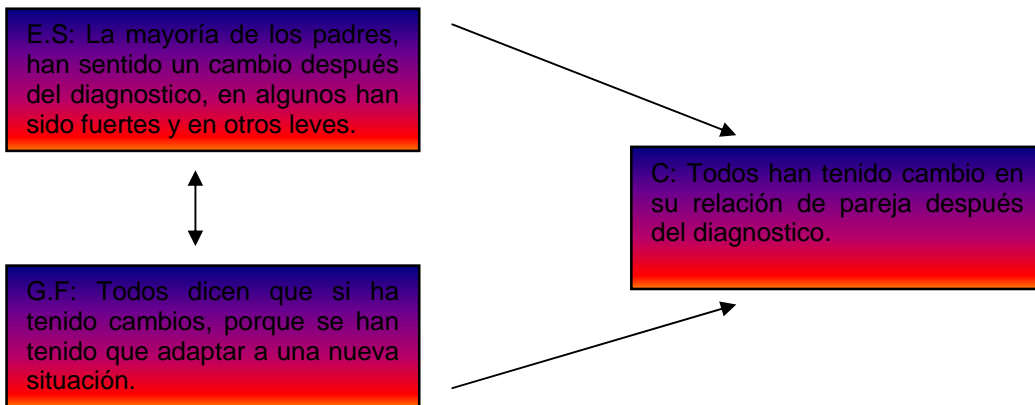 E.S: La mayoría de los padres,
han sentido un cambio después
del diagnostico, en algunos han
sido fuertes y en otros leves.
C: Todos han tenido cambio en
su relación de pareja después
del diagnostico.
G.F: Todos dicen que si ha
tenido cambios, porque se han
tenido que adaptar a una nueva
situación.